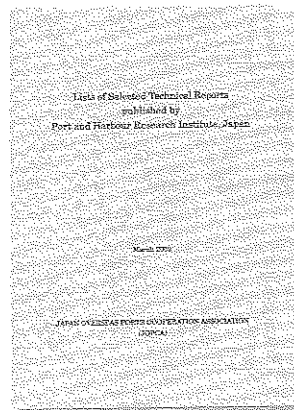 Lists of Selected Technical Reports
published by
Port and Harbour Research Institute, Japan
March
JAPAN OVERSEAS PORTS COOPERATION ASSOCIATION
(JOPCA)